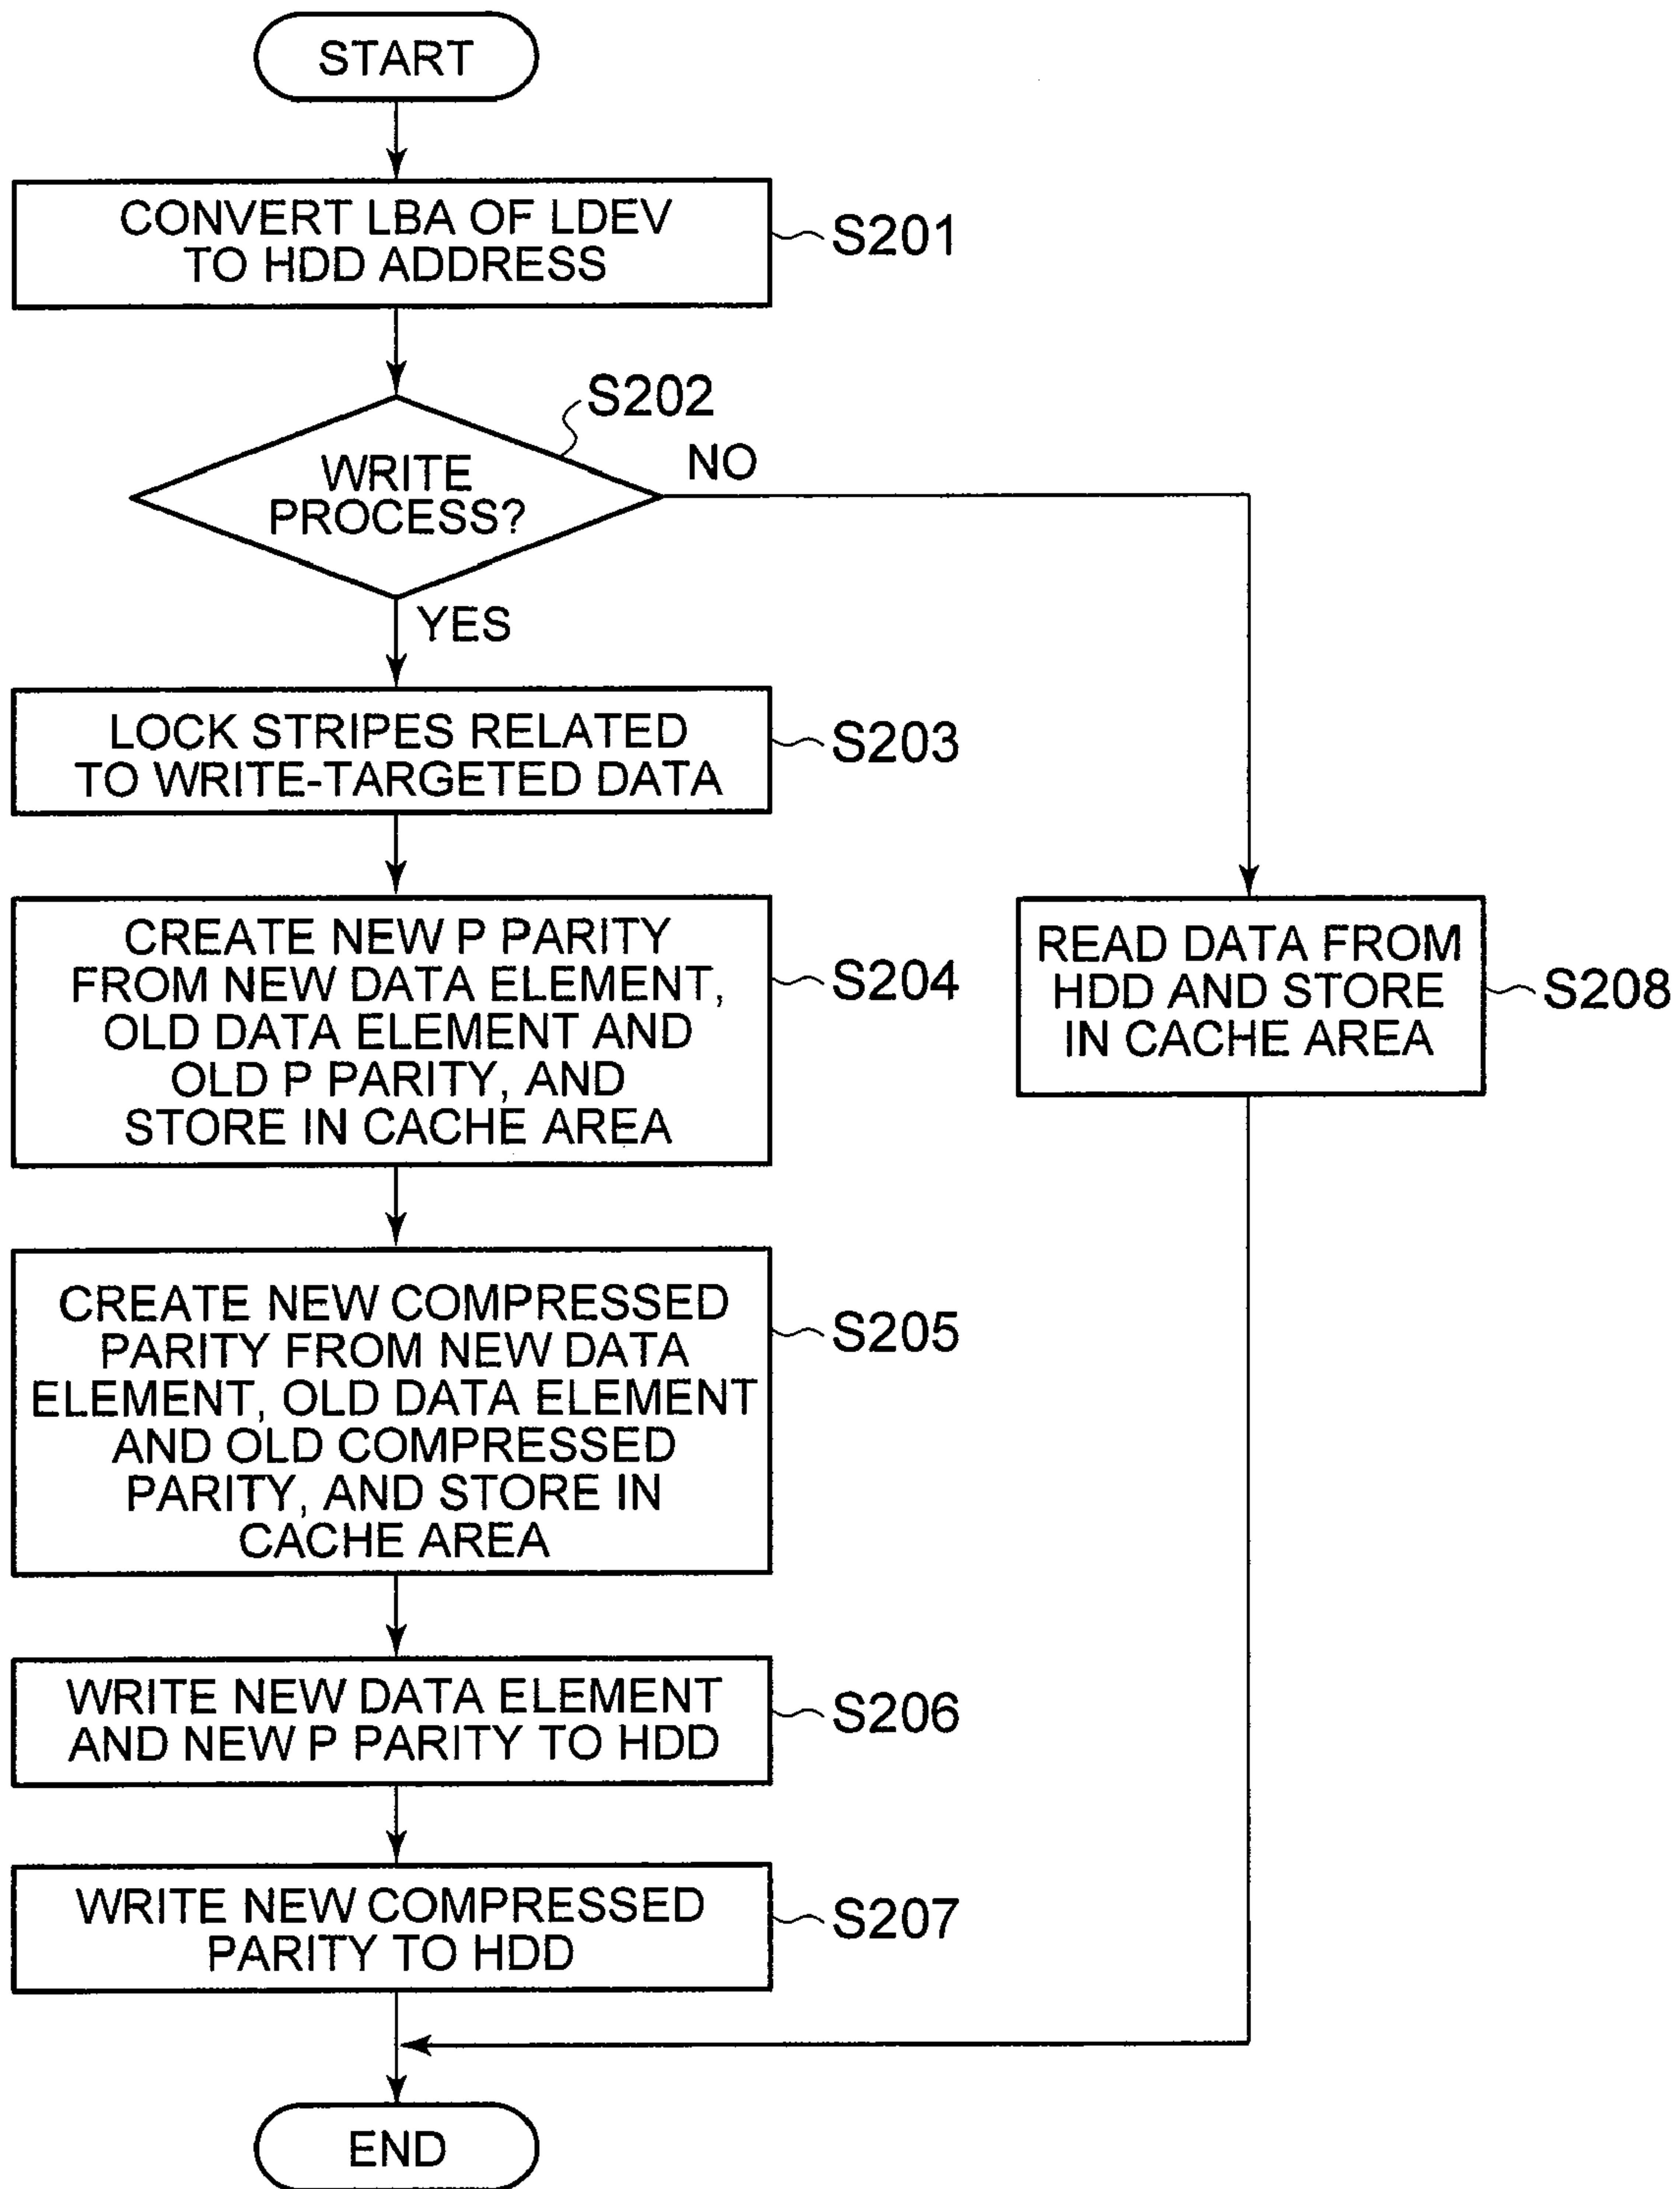 START
CONVERT LBA OF LDEV
TO HDD ADDRESS
S201
S202
WRITE
PROCESS?
NO
YES
LOCK STRIPES RELATED
TO WRITE-TARGETED DATA
S203
CREATE NEW P PARITY
FROM NEW DATA ELEMENT,
OLD DATA ELEMENT AND
OLD P PARITY, AND
STORE IN CACHE AREA
S204
READ DATA FROM
HDD AND STORE
IN CACHE AREA
S208
CREATE NEW COMPRESSED
PARITY FROM NEW DATA
ELEMENT, OLD DATA ELEMENT
AND OLD COMPRESSED
PARITY, AND STORE IN
CACHE AREA
S205
WRITE NEW DATA ELEMENT
AND NEW P PARITY TO HDD
S206
WRITE NEW COMPRESSED
PARITY TO HDD
S207
END